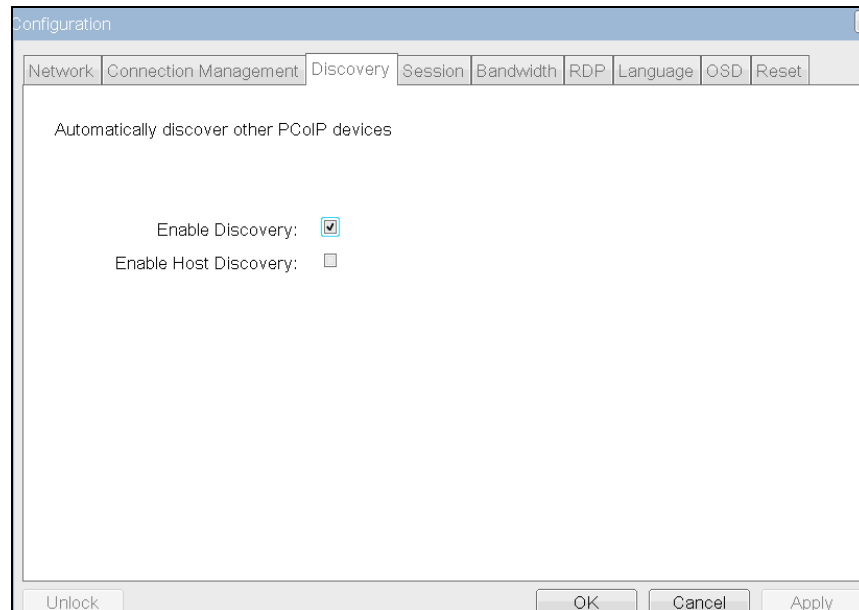 Configuration
Network Connection Management Discovery Session Bandwidth RDP Language OSD Reset
Automatically discover other PCoIP devices
Enable Discovery:
Enable Host Discovery:
Unlock OK Cancel Apply